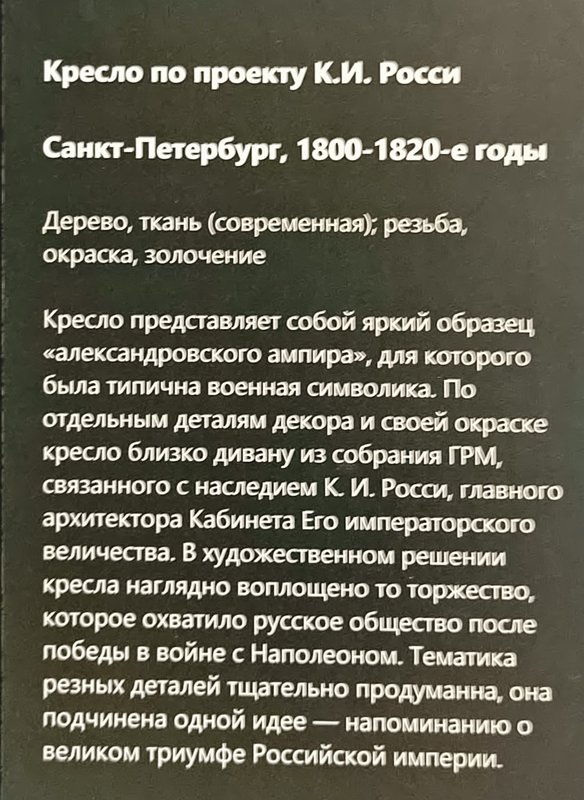 Кресло по проекту К.И. Росси
Санкт-Петербург, 1800-1820-е годы
Дерево, ткань (современная); резьба,
окраска, золочение
Кресло представляет собой яркий образец
«александровского ампира», для которого
была типична военная символика. По
отдельным деталям декора и своей окраске
кресло близко дивану из собрания ГРМ,
связанного с наследием К. И. Росси, главного
архитектора Кабинета Его императорского
величества. В художественном решении
кресла наглядно воплощено то торжество,
которое охватило русское общество после
победы в войне с Наполеоном. Тематика
резных деталей тщательно продуманна, она
подчинена одной идее — напоминанию о
великом триумфе Российской империи.